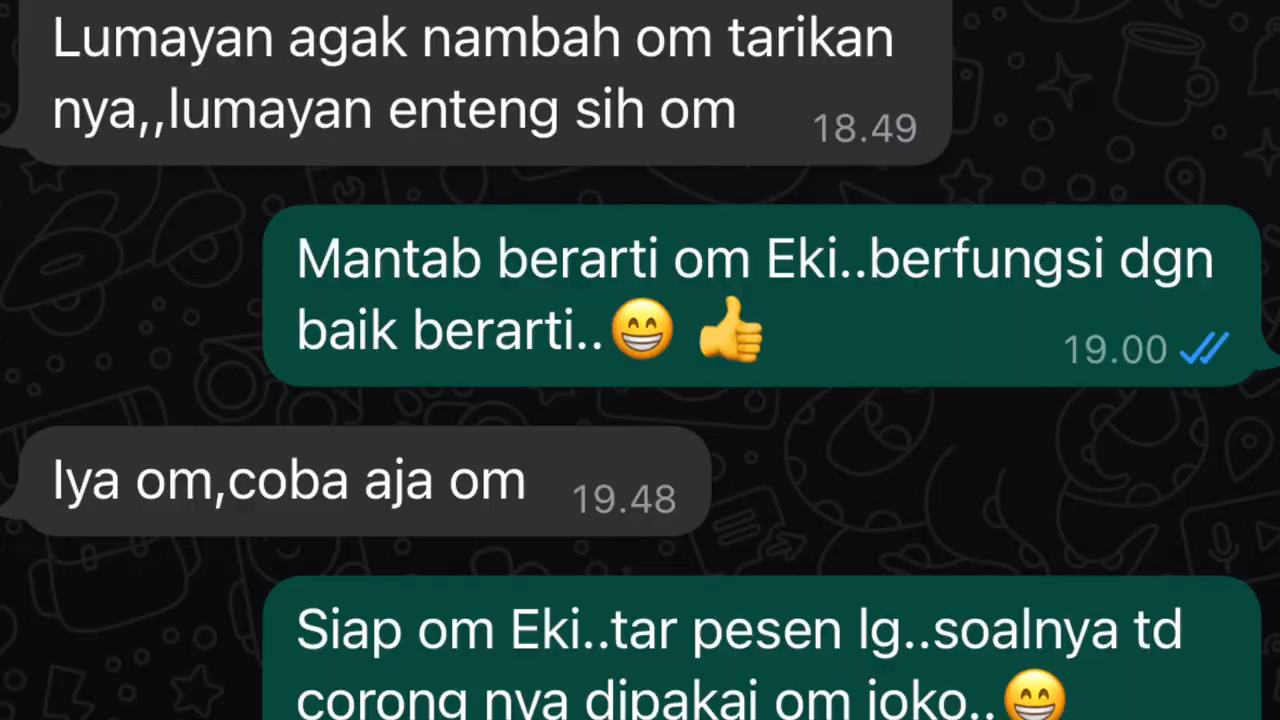 Lumayan agak nambah om tarikan
nya,,lumayan enteng sih om
18.49
Mantab berarti om Eki..berfungsi dgn
baik berarti..😁 👍
19.00
Iya om,coba aja om
19.48
Siap om Eki..tar pesen lg..soalnya td
corong nya dipakai om joko..😁